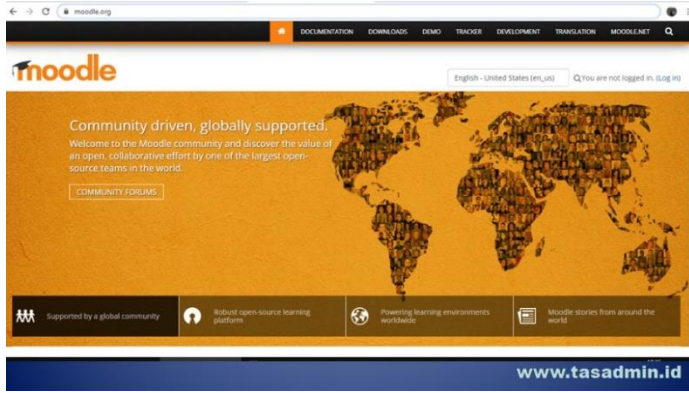 moodle.org
DOCUMENTATION DOWNLOADS DEMO TRACKER DEVELOPMENT TRANSLATION MOODLE.NET
moodle
English - United States (en_us) You are not logged in. (Log in)
Community driven, globally supported.
Welcome to the Moodle community and discover the value of
an open, collaborative effort by one of the largest open-
source teams in the world.
COMMUNITY FORUMS
Supported by a global community
Robust open-source learning
platform
Powering learning environments
worldwide
Moodle stories from around the
world
www.tasadmin.id